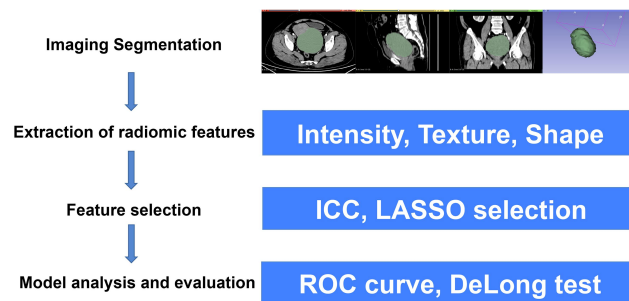 Imaging Segmentation
Extraction of radiomic features
Intensity, Texture, Shape
Feature selection
ICC, LASSO selection
Model analysis and evaluation
ROC curve, DeLong test